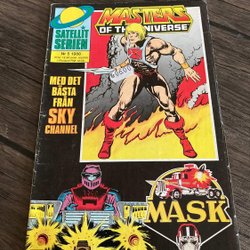 SATELLIT
SERIEN
MASTERS
OF THE UNIVERSE
MED DET
BÄSTA
FRÅN
SKY
CHANNEL
MASK